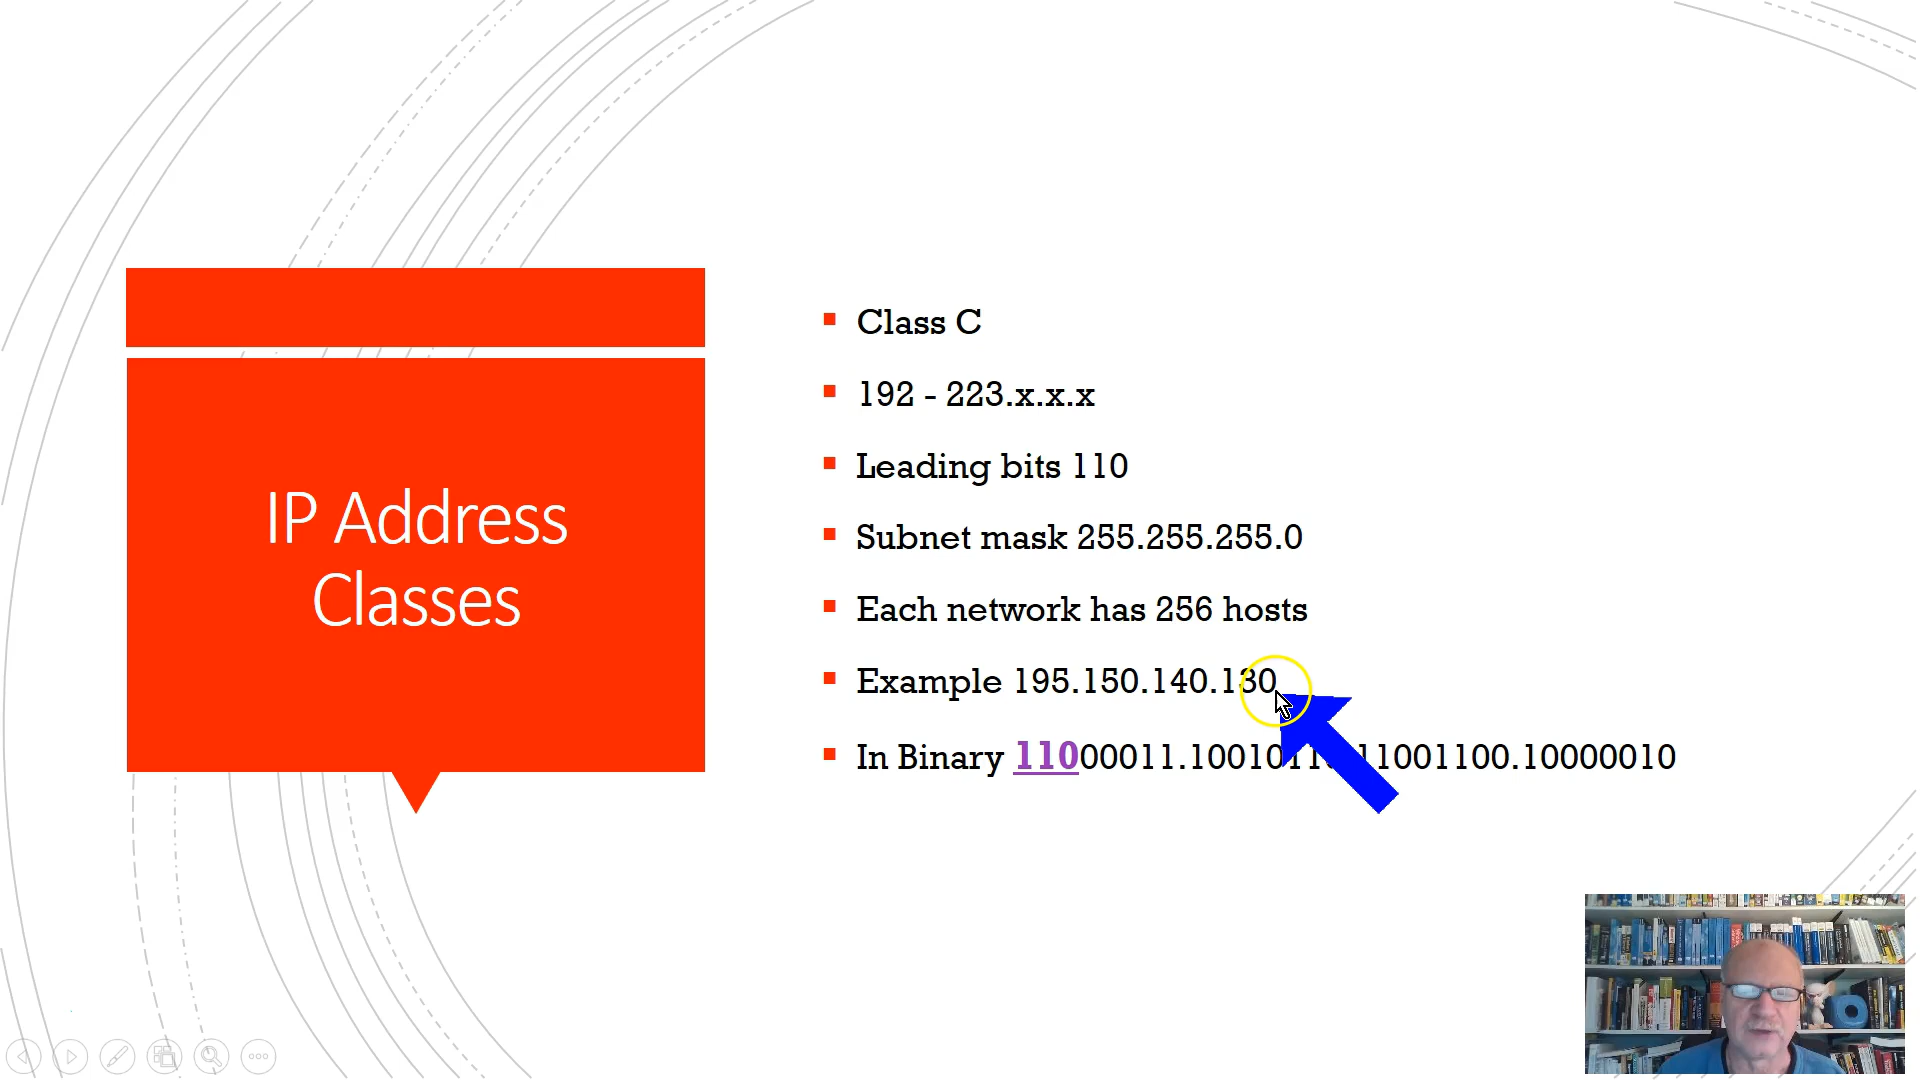 IP Address
Classes
Class C
192 - 223.x.x.x
Leading bits 110
Subnet mask 255.255.255.0
Each network has 256 hosts
Example 195.150.140.130
In Binary 11000011.100101 11001100.10000010